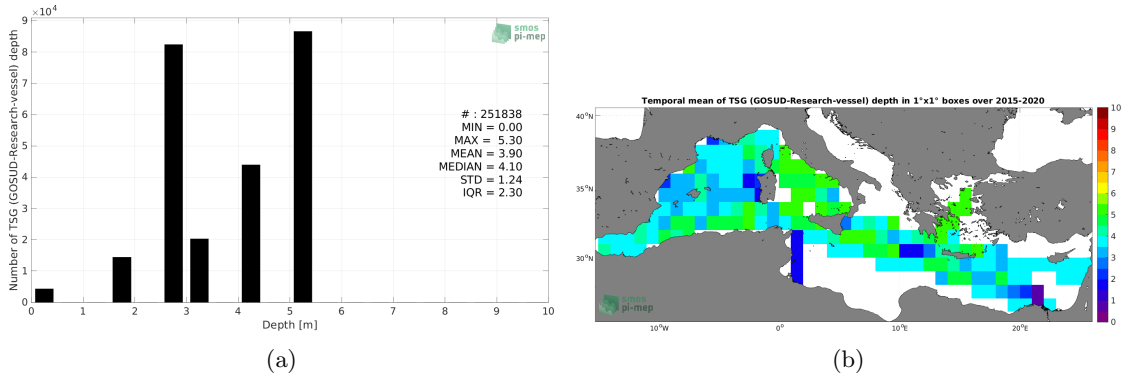 ×10⁴
9
8
7
6
5
4
3
2
1
0
Number of TSG (GOSUD-Research-vessel) depth
smos
pi-mep
# : 251838
MIN = 0.00
MAX = 5.30
MEAN = 3.90
MEDIAN = 4.10
STD = 1.24
IQR = 2.30
0 1 2 3 4 5 6 7 8 9 10
Depth [m]
(a)
Temporal mean of TSG (GOSUD-Research-vessel) depth in 1°x1° boxes over 2015-2020
40°N
35°N
30°N
10°W 0° 10°E 20°E
smos
pi-mep
10
9
8
7
6
5
4
3
2
1
0
(b)